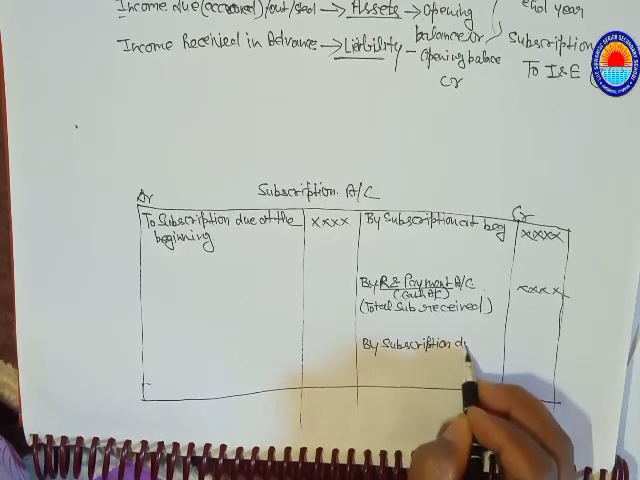 Income due(accrued)/out/stod → Assets → Opening balance Dr
end year
Income Received in Advance → Liability - Opening balance Cr
Subscription
To I & E
Subscription A/C
Dr
Cr
To Subscription due at the beginning
xxxx
By Subscription at beg
xxxx
By R & Payment A/C
(Cash A/C)
(Total Sub received)
xxxx
By Subscription du